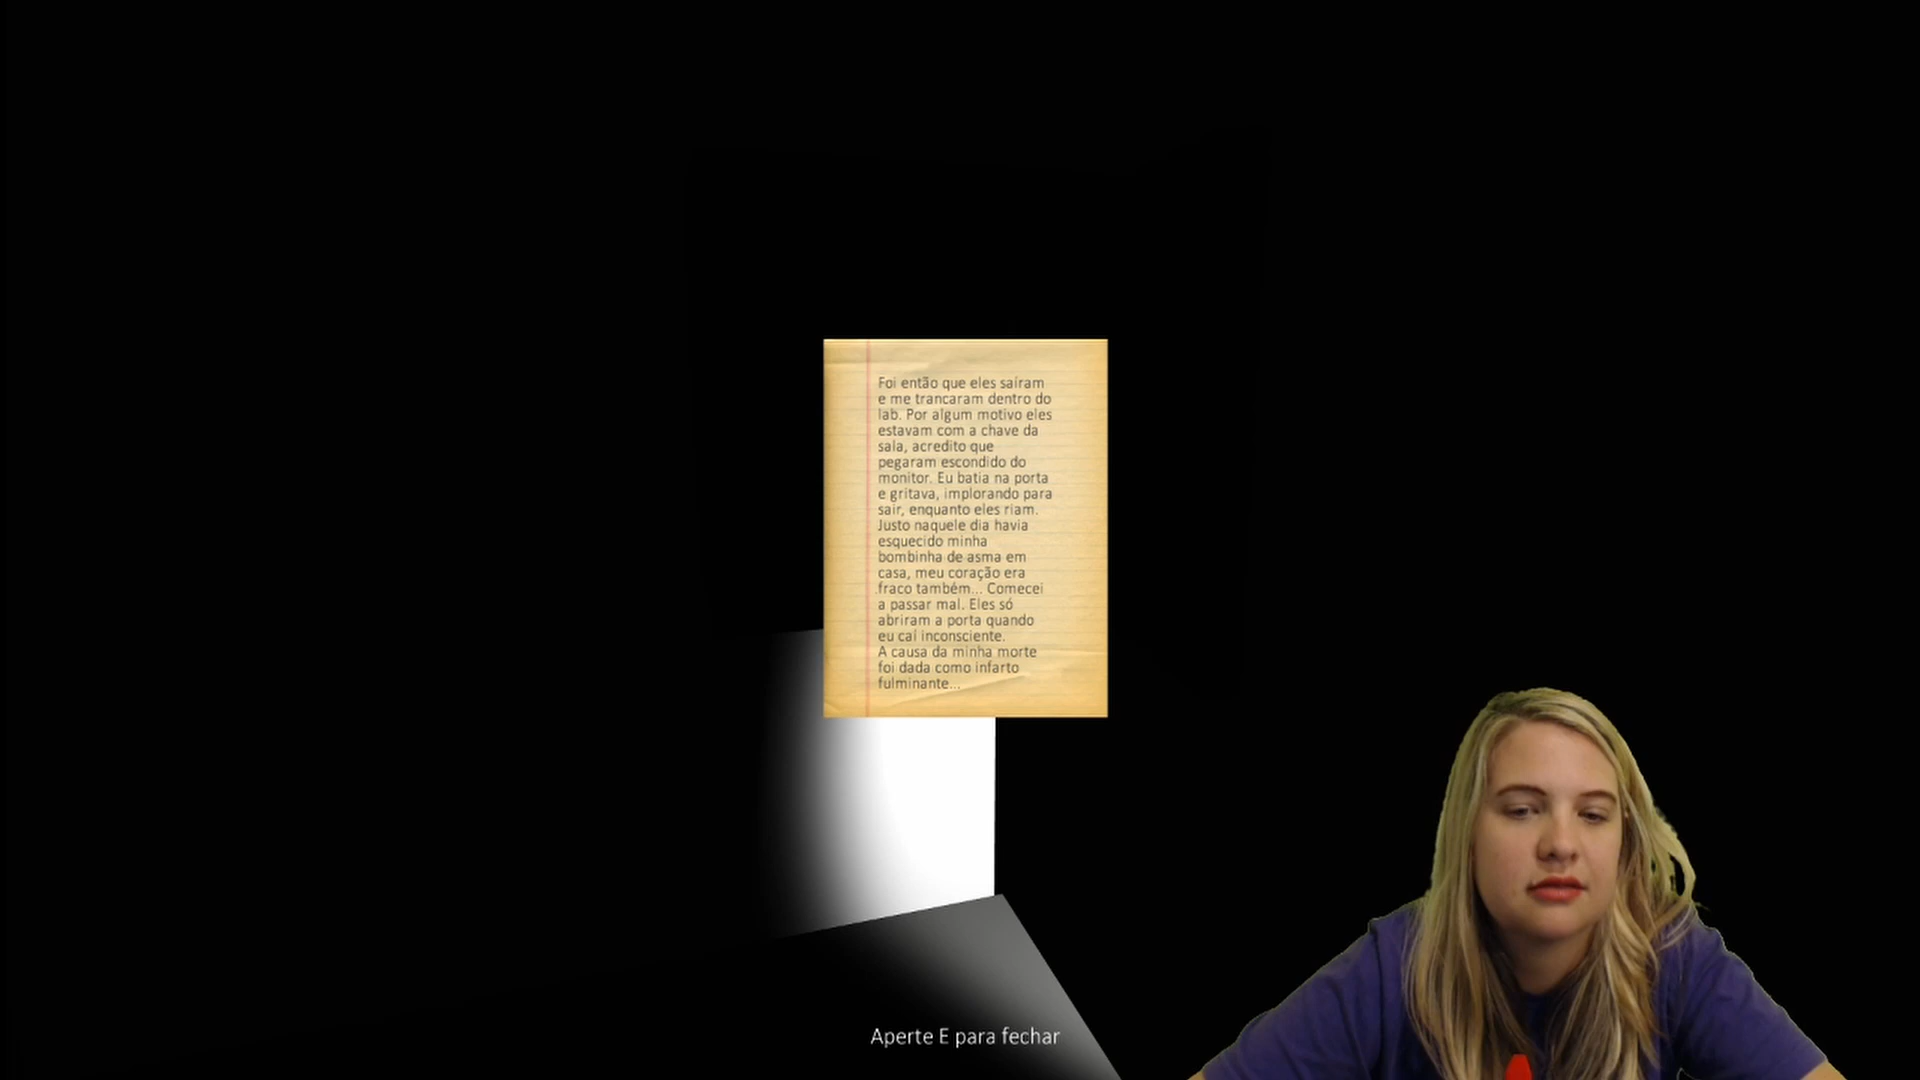 Foi então que eles saíram
e me trancaram dentro do
lab. Por algum motivo eles
estavam com a chave da
sala, acredito que
pegaram escondido do
monitor. Eu batia na porta
e gritava, implorando para
sair, enquanto eles riam.
Justo naquele dia havia
esquecido minha
bombinha de asma em
casa, meu coração era
fraco também... Comecei
a passar mal. Eles só
abriram a porta quando
eu caí inconsciente.
A causa da minha morte
foi dada como infarto
fulminante...
Aperte E para fechar